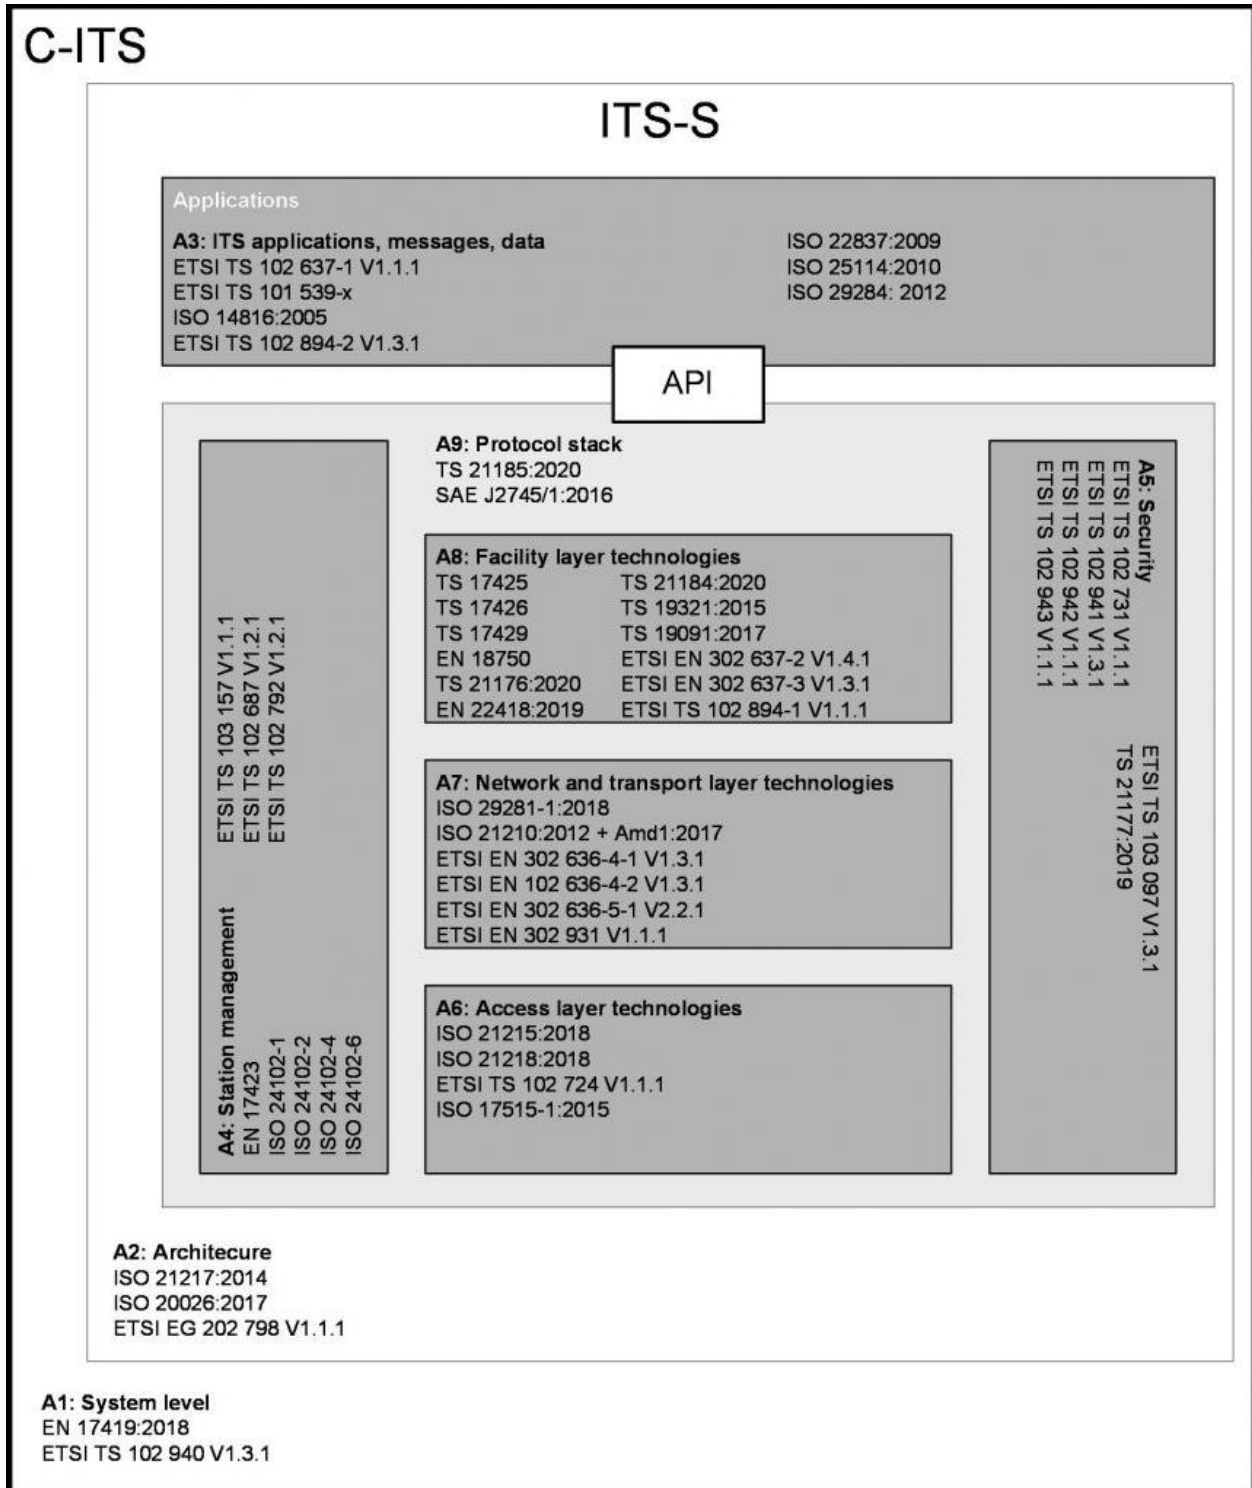 C-ITS
ITS-S
Applications
A3: ITS applications, messages, data
ETSI TS 102 637-1 V1.1.1
ETSI TS 101 539-x
ISO 14816:2005
ETSI TS 102 894-2 V1.3.1
ISO 22837:2009
ISO 25114:2010
ISO 29284: 2012
API
A9: Protocol stack
TS 21185:2020
SAE J2745/1:2016
A8: Facility layer technologies
TS 17425
TS 17426
TS 17429
EN 18750
TS 21176:2020
EN 22418:2019
TS 21184:2020
TS 19321:2015
TS 19091:2017
ETSI EN 302 637-2 V1.4.1
ETSI EN 302 637-3 V1.3.1
ETSI TS 102 894-1 V1.1.1
A7: Network and transport layer technologies
ISO 29281-1:2018
ISO 21210:2012 + Amd1:2017
ETSI EN 302 636-4-1 V1.3.1
ETSI EN 102 636-4-2 V1.3.1
ETSI EN 302 636-5-1 V2.2.1
ETSI EN 302 931 V1.1.1
A6: Access layer technologies
ISO 21215:2018
ISO 21218:2018
ETSI TS 102 724 V1.1.1
ISO 17515-1:2015
A4: Station management
EN 17423
ISO 24102-1
ISO 24102-2
ISO 24102-4
ISO 24102-6
ETSI TS 103 157 V1.1.1
ETSI TS 102 687 V1.2.1
ETSI TS 102 792 V1.2.1
A5: Security
ETSI TS 102 731 V1.1.1
ETSI TS 102 941 V1.3.1
ETSI TS 102 942 V1.1.1
ETSI TS 102 943 V1.1.1
ETSI TS 103 097 V1.3.1
TS 21177:2019
A2: Architecure
ISO 21217:2014
ISO 20026:2017
ETSI EG 202 798 V1.1.1
A1: System level
EN 17419:2018
ETSI TS 102 940 V1.3.1